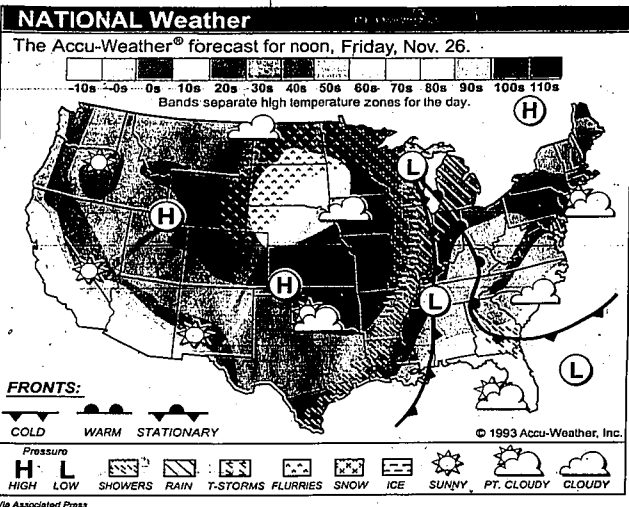 NATIONAL Weather
The Accu-Weather® forecast for noon, Friday, Nov. 26.
-10s -0s 0s 10s 20s 30s 40s 50s 60s 70s 80s 90s 100s 110s
Bands separate high temperature zones for the day.
H
L
H
H
L
L
FRONTS:
COLD WARM STATIONARY
© 1993 Accu-Weather, Inc.
Pressure
H L
HIGH LOW SHOWERS RAIN T-STORMS FLURRIES SNOW ICE SUNNY PT. CLOUDY CLOUDY
Via Associated Press